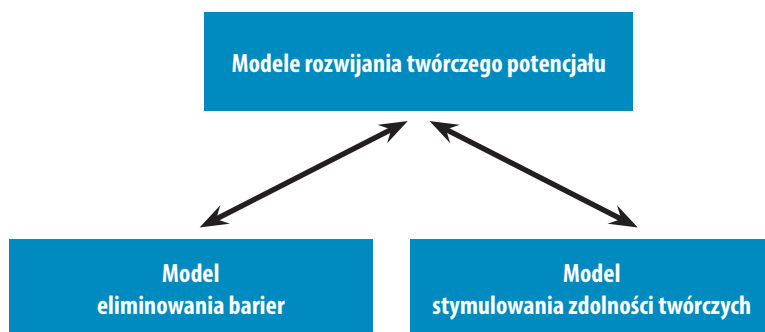 Modele rozwijania twórczego potencjału
Model
eliminowania barier
Model
stymulowania zdolności twórczych